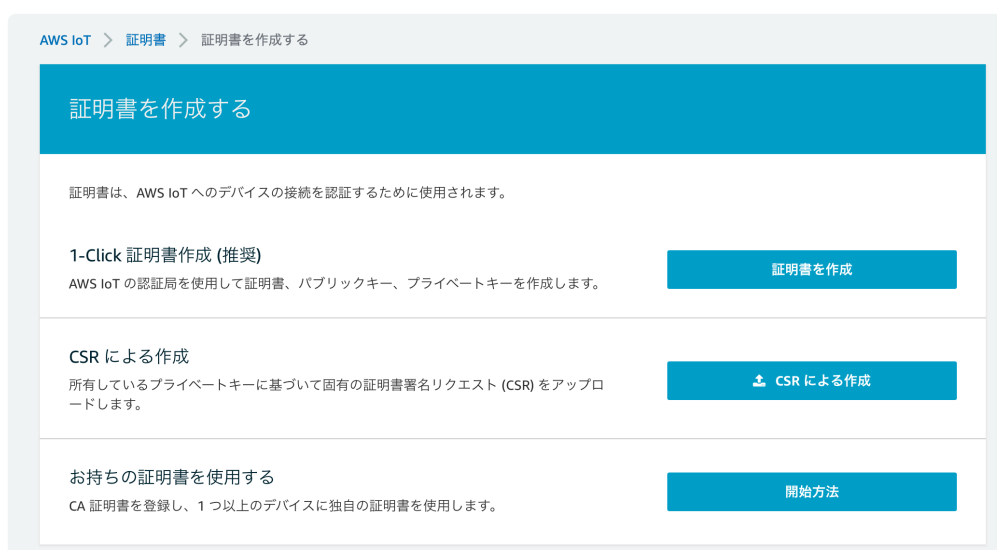 AWS IoT > 証明書 > 証明書を作成する
証明書を作成する
証明書は、AWS IoT へのデバイスの接続を認証するために使用されます。
1-Click 証明書作成 (推奨)
AWS IoT の認証局を使用して証明書、パブリックキー、プライベートキーを作成します。
証明書を作成
CSR による作成
所有しているプライベートキーに基づいて固有の証明書署名リクエスト (CSR) をアップロ
ードします。
CSR による作成
お持ちの証明書を使用する
CA 証明書を登録し、1 つ以上のデバイスに独自の証明書を使用します。
開始方法